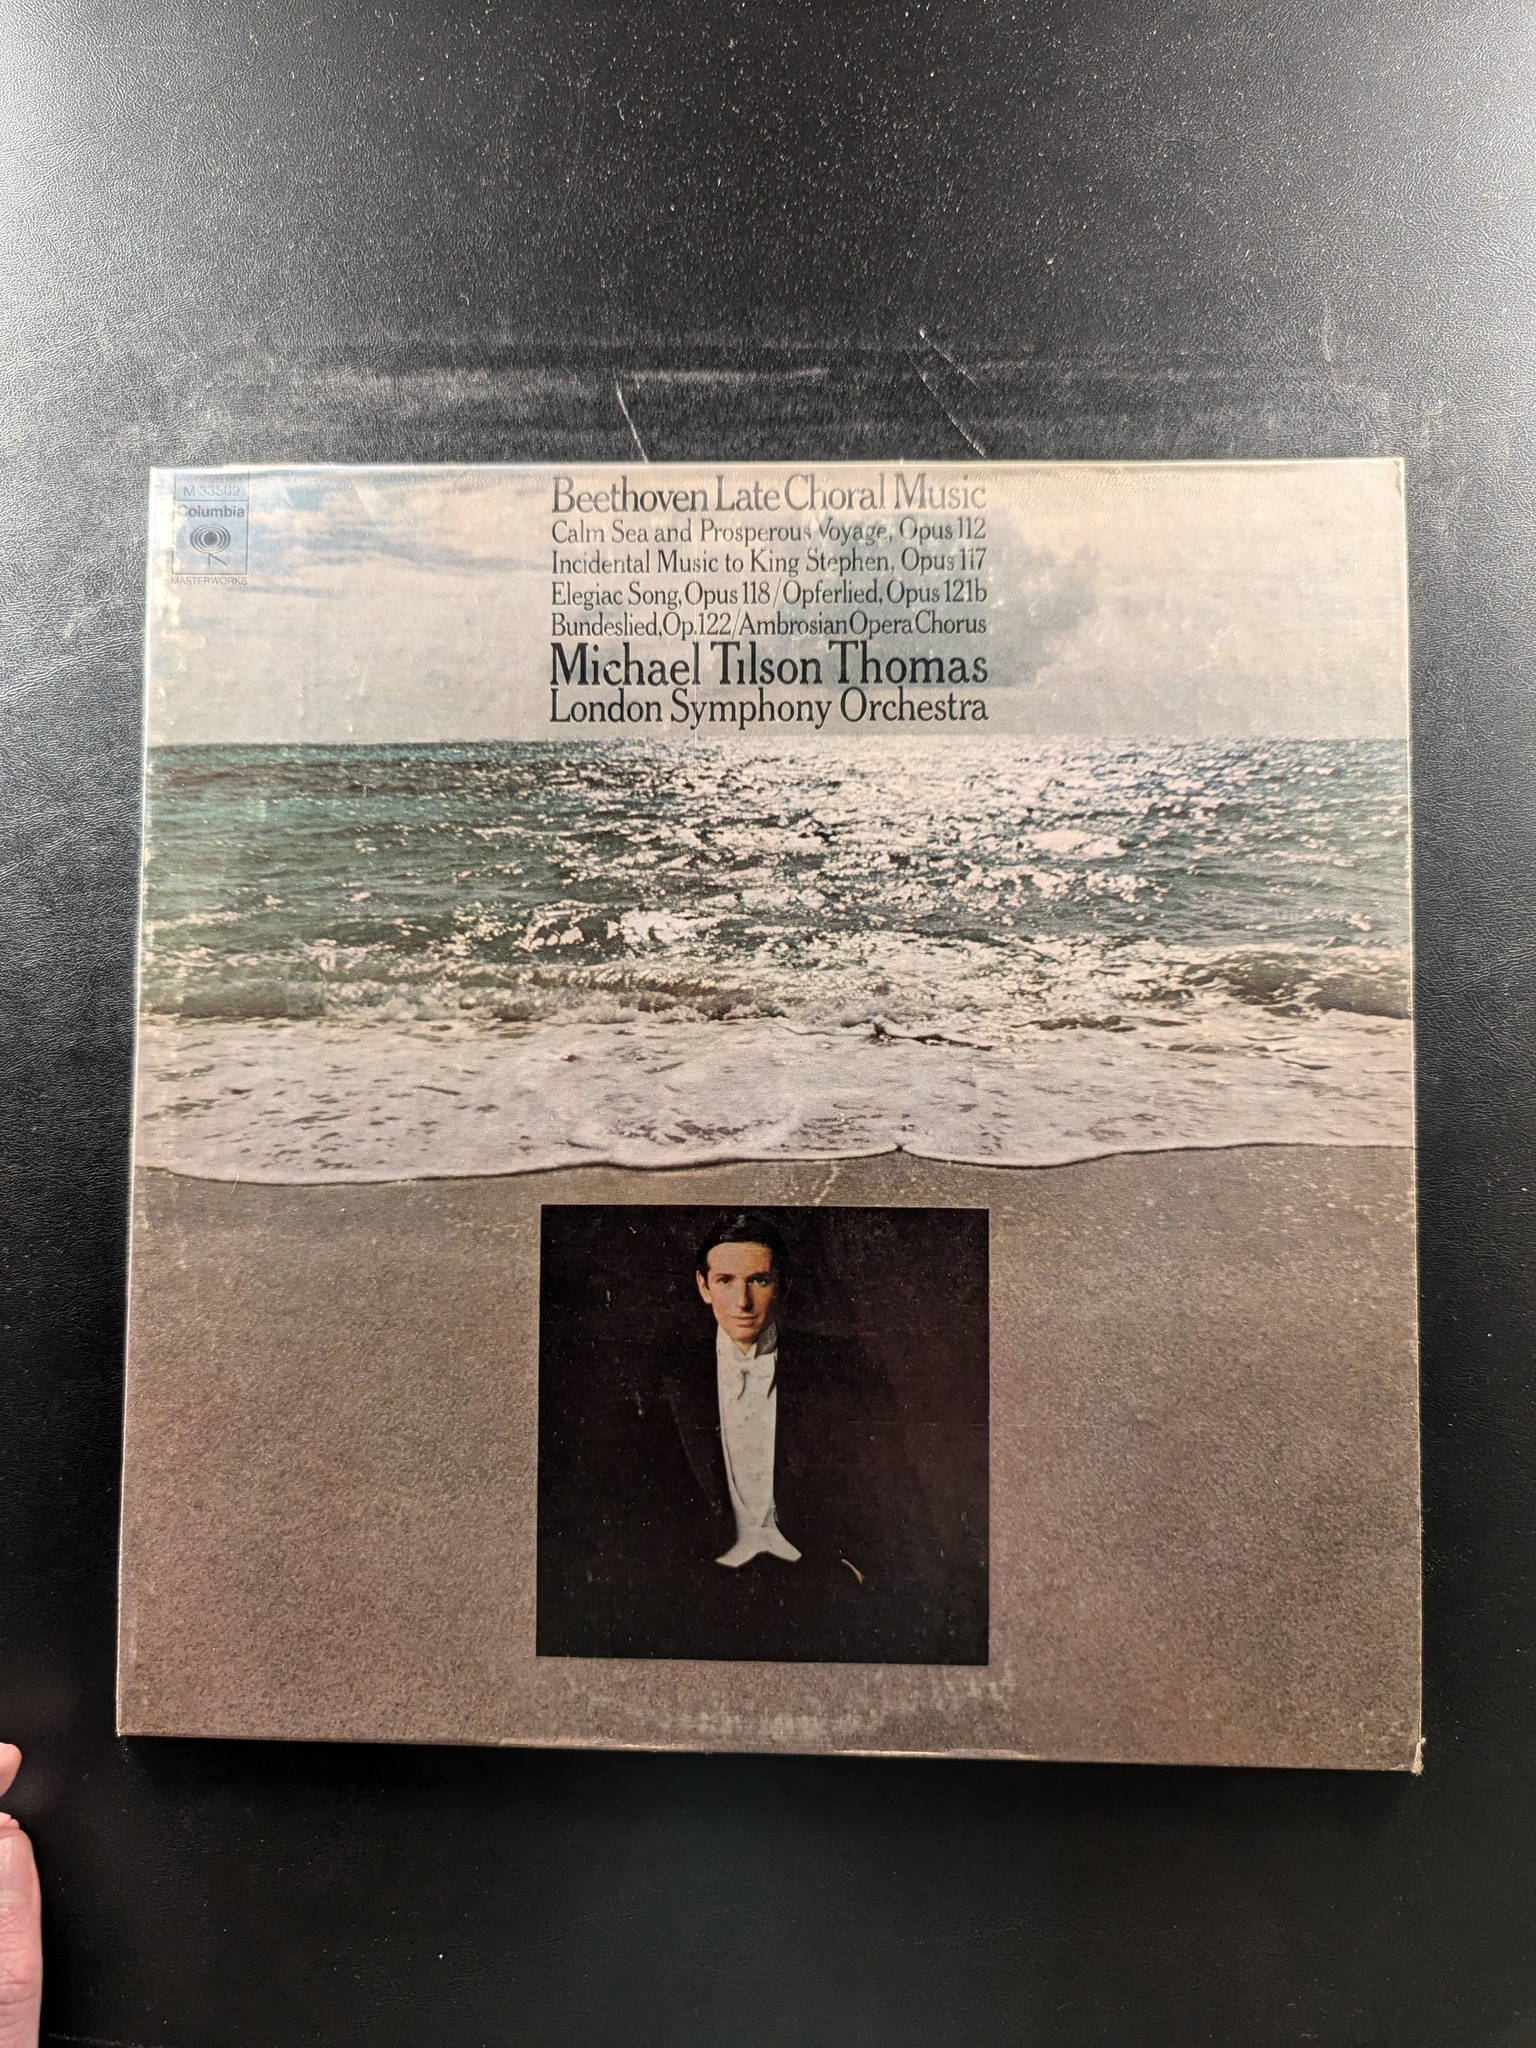 M 33509
Columbia
MASTERWORKS
Beethoven Late Choral Music
Calm Sea and Prosperous Voyage, Opus 112
Incidental Music to King Stephen, Opus 117
Elegiac Song, Opus 118/Opferlied, Opus 121b
Bundeslied, Op. 122/Ambrosian Opera Chorus
Michael Tilson Thomas
London Symphony Orchestra